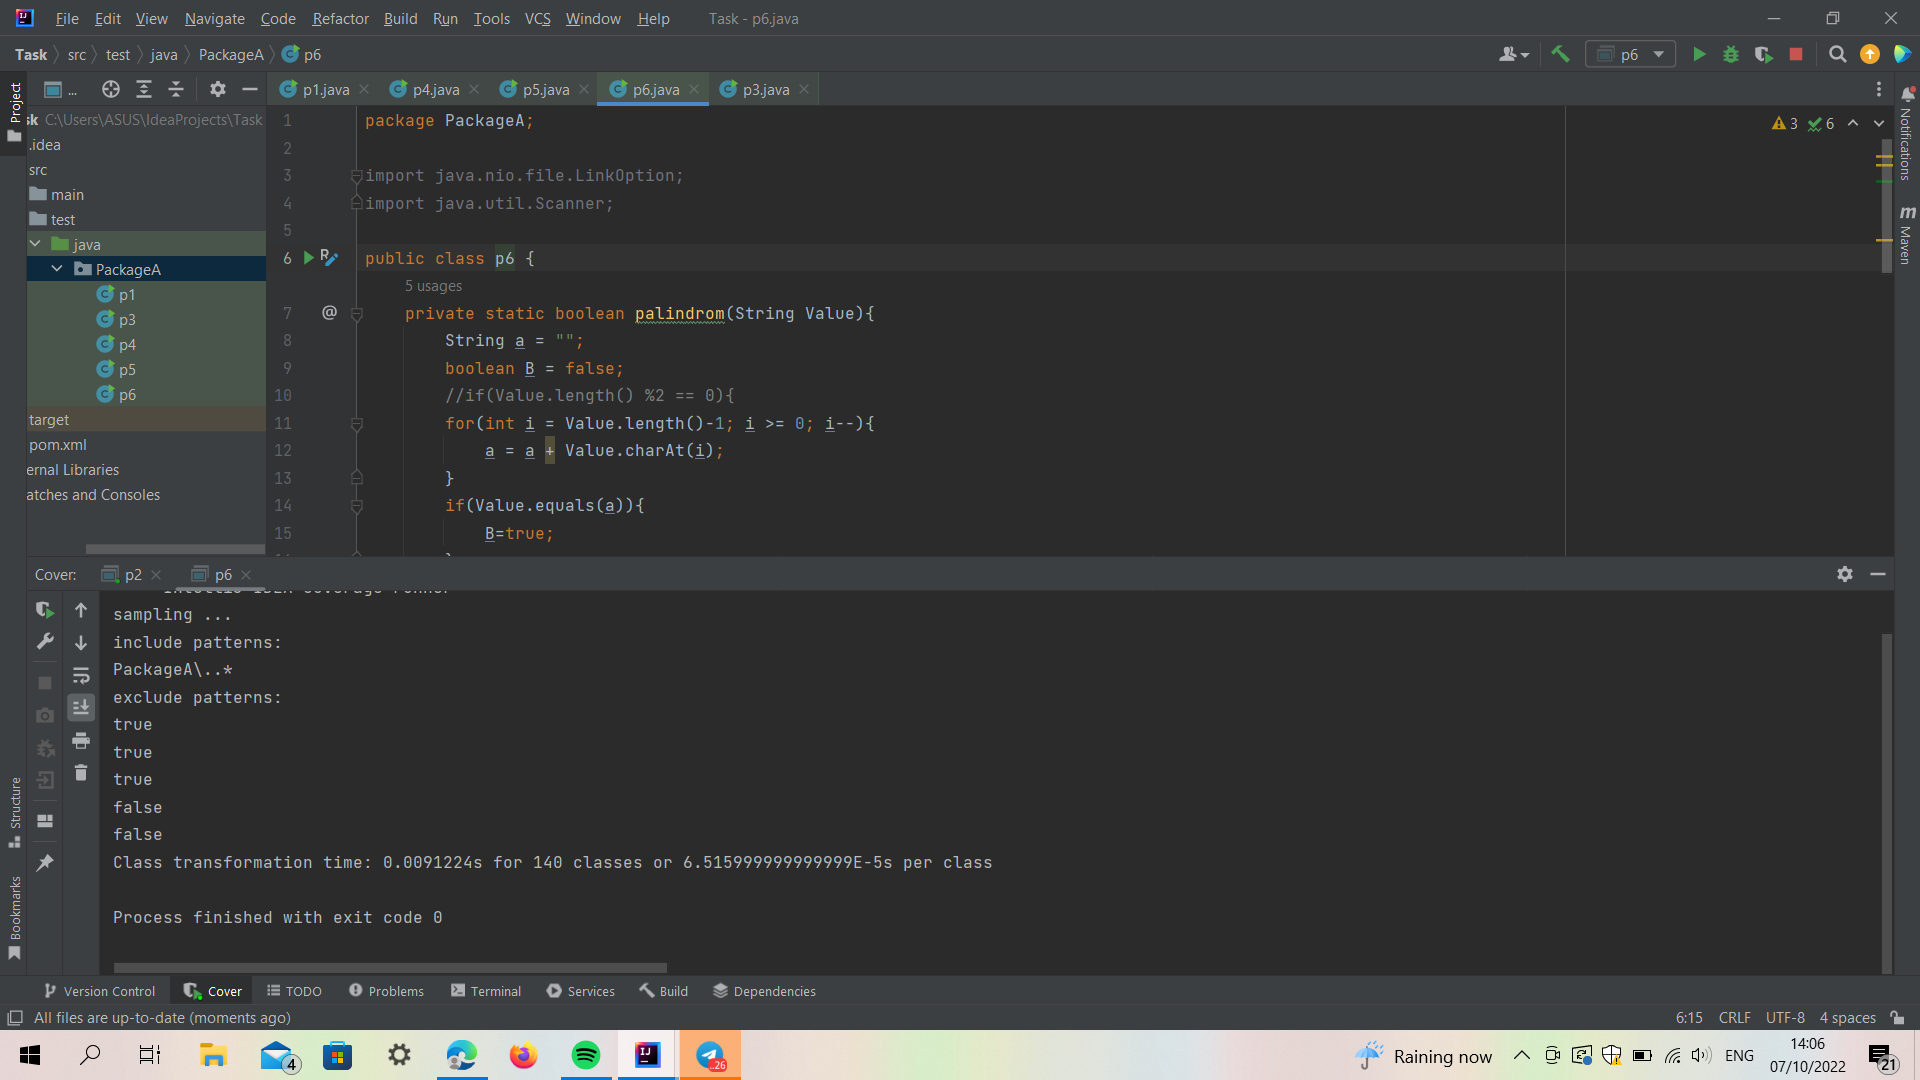 File Edit View Navigate Code Refactor Build Run Tools VCS Window Help Task - p6.java
Task src test java PackageA p6
p6
Project
...
p1.java
p4.java
p5.java
p6.java
p3.java
sk C:\Users\ASUS\IdeaProjects\Task
.idea
src
main
test
java
PackageA
p1
p3
p4
p5
p6
target
pom.xml
ernal Libraries
atches and Consoles
3 6
Notifications
m
Maven
1 package PackageA;
2
3 import java.nio.file.LinkOption;
4 import java.util.Scanner;
5
6 public class p6 {
5 usages
7 @ private static boolean palindrom(String Value){
8 String a = "";
9 boolean B = false;
10 //if(Value.length() %2 == 0){
11 for(int i = Value.length()-1; i >= 0; i--){
12 a = a + Value.charAt(i);
13 }
14 if(Value.equals(a)){
15 B=true;
Cover: p2 p6
sampling ...
include patterns:
PackageA\..*
exclude patterns:
true
true
true
false
false
Class transformation time: 0.0091224s for 140 classes or 6.515999999999999E-5s per class
Process finished with exit code 0
Structure
Bookmarks
Version Control Cover TODO Problems Terminal Services Build Dependencies
All files are up-to-date (moments ago)
6:15 CRLF UTF-8 4 spaces
4
IJ
..26
Raining now
ENG
14:06
07/10/2022
21